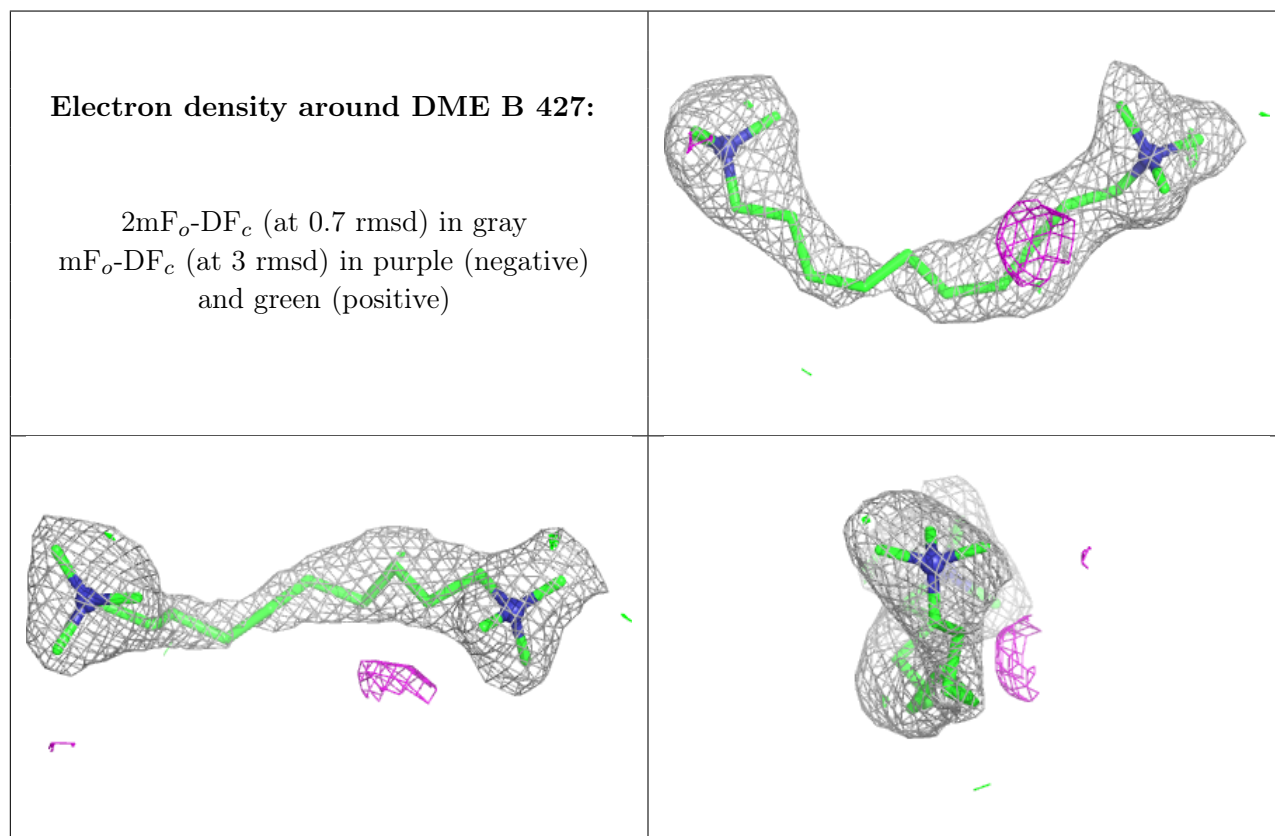 Electron density around DME B 427:
2mFo-DFc (at 0.7 rmsd) in gray
mFo-DFc (at 3 rmsd) in purple (negative)
and green (positive)